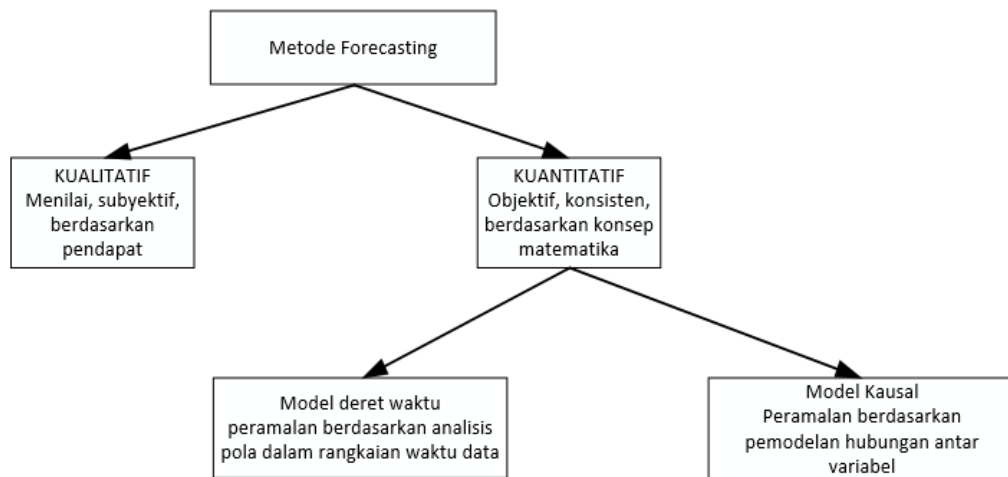 Metode Forecasting
KUALITATIF
Menilai, subyektif,
berdasarkan
pendapat
KUANTITATIF
Objektif, konsisten,
berdasarkan konsep
matematika
Model deret waktu
peramalan berdasarkan analisis
pola dalam rangkaian waktu data
Model Kausal
Peramalan berdasarkan
pemodelan hubungan antar
variabel